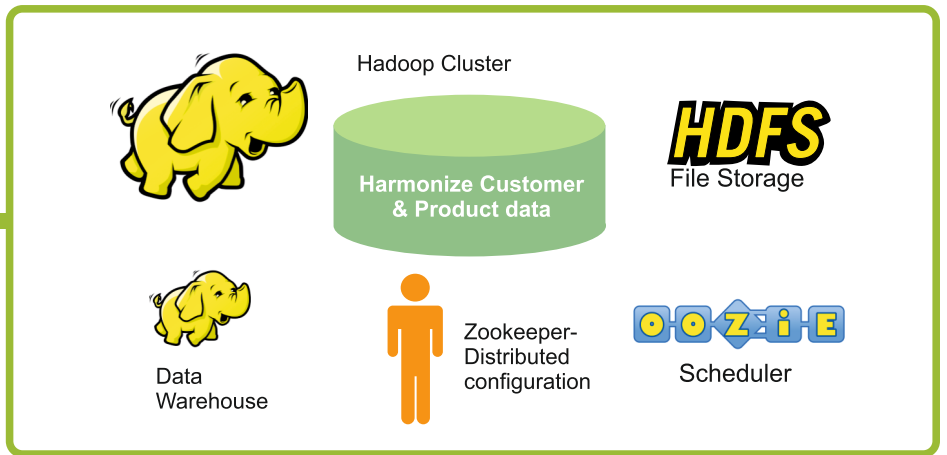 Hadoop Cluster
Harmonize Customer
& Product data
HDFS
File Storage
Data
Warehouse
Zookeeper-
Distributed
configuration
OOZiE
Scheduler